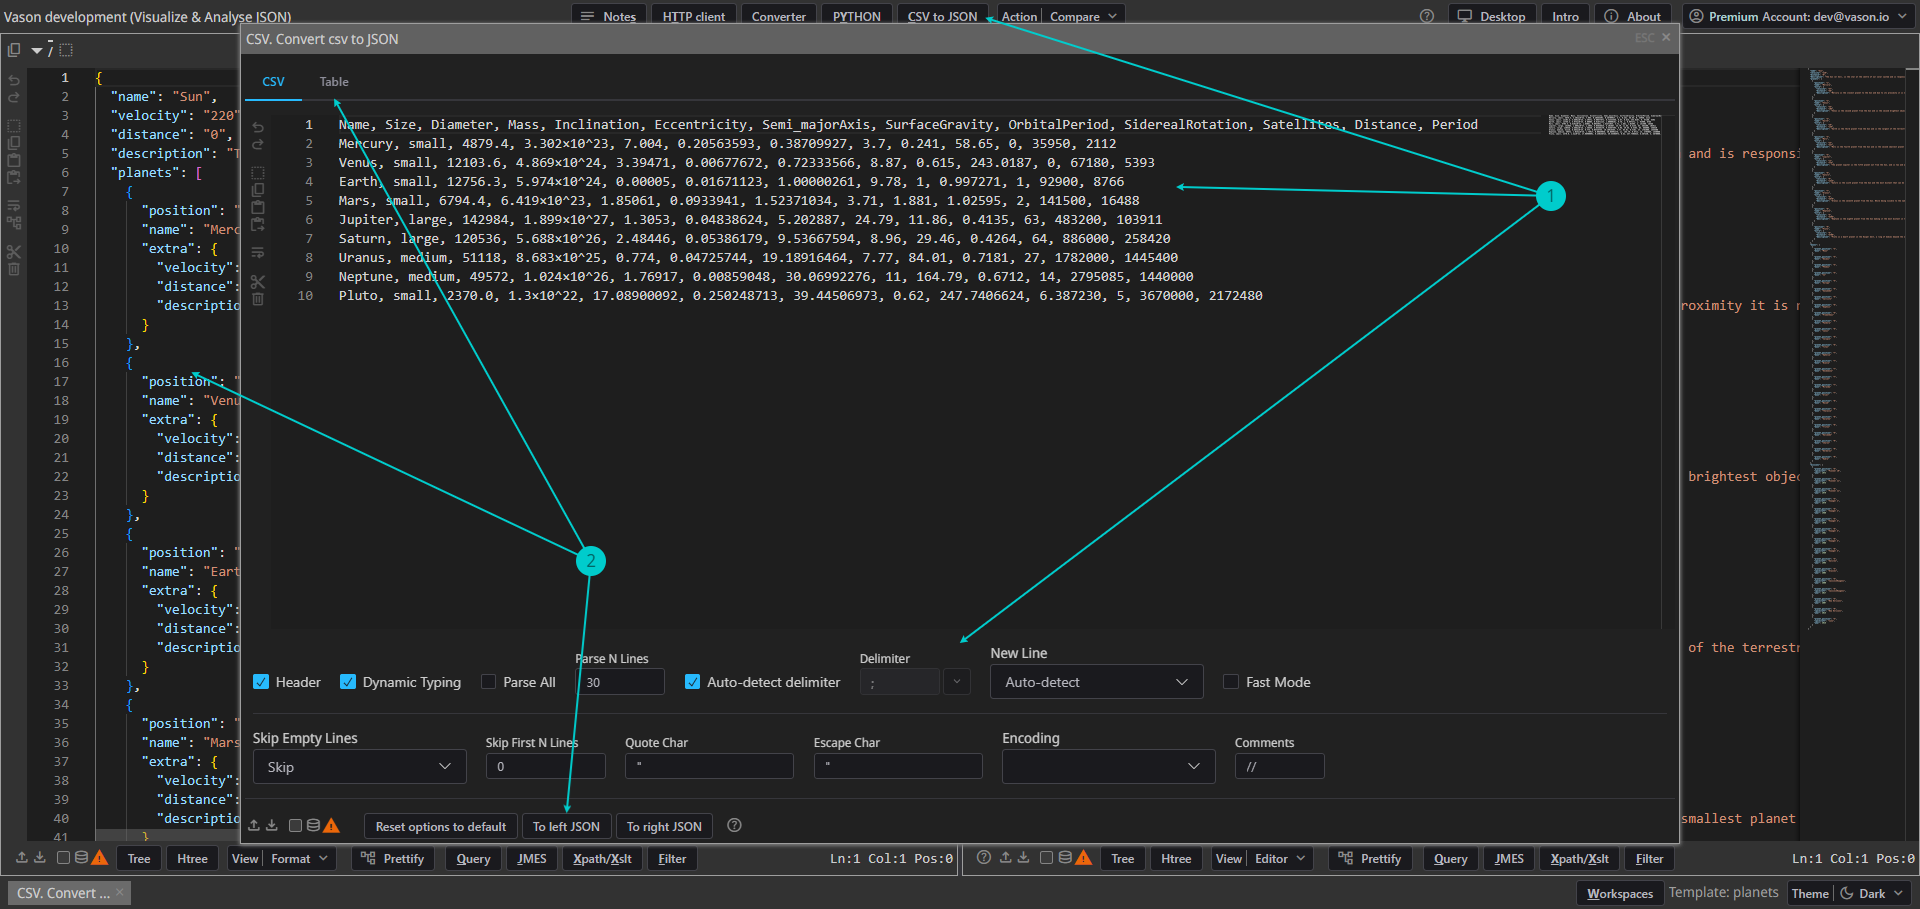 Vason development (Visualize & Analyse JSON)
Notes
HTTP client
Converter
PYTHON
CSV to JSON
Action
Compare
Desktop
Intro
About
Premium Account: dev@vason.io
CSV. Convert csv to JSON
ESC
/
CSV
Table
1 {
2 "name": "Sun",
3 "velocity": "220"
4 "distance": "0",
5 "description": "T
6 "planets": [
7 {
8 "position": "
9 "name": "Merc
10 "extra": {
11 "velocity":
12 "distance":
13 "descriptio
14 }
15 },
16 {
17 "position": "
18 "name": "Venu
19 "extra": {
20 "velocity":
21 "distance":
22 "descriptio
23 }
24 },
25 {
26 "position": "
27 "name": "Eart
28 "extra": {
29 "velocity":
30 "distance":
31 "descriptio
32 }
33 },
34 {
35 "position": "
36 "name": "Mars
37 "extra": {
38 "velocity":
39 "distance":
40 "descriptio
41 }
1 Name, Size, Diameter, Mass, Inclination, Eccentricity, Semi_majorAxis, SurfaceGravity, OrbitalPeriod, SiderealRotation, Satellites, Distance, Period
2 Mercury, small, 4879.4, 3.302×10^23, 7.004, 0.20563593, 0.38709927, 3.7, 0.241, 58.65, 0, 35950, 2112
3 Venus, small, 12103.6, 4.869×10^24, 3.39471, 0.00677672, 0.72333566, 8.87, 0.615, 243.0187, 0, 67180, 5393
4 Earth, small, 12756.3, 5.974×10^24, 0.00005, 0.01671123, 1.00000261, 9.78, 1, 0.997271, 1, 92900, 8766
5 Mars, small, 6794.4, 6.419×10^23, 1.85061, 0.0933941, 1.52371034, 3.71, 1.881, 1.02595, 2, 141500, 16488
6 Jupiter, large, 142984, 1.899×10^27, 1.3053, 0.04838624, 5.202887, 24.79, 11.86, 0.4135, 63, 483200, 103911
7 Saturn, large, 120536, 5.688×10^26, 2.48446, 0.05386179, 9.53667594, 8.96, 29.46, 0.4264, 64, 886000, 258420
8 Uranus, medium, 51118, 8.683×10^25, 0.774, 0.04725744, 19.18916464, 7.77, 84.01, 0.7181, 27, 1782000, 1445400
9 Neptune, medium, 49572, 1.024×10^26, 1.76917, 0.00859048, 30.06992276, 11, 164.79, 0.6712, 14, 2795085, 1440000
10 Pluto, small, 2370.0, 1.3×10^22, 17.08900092, 0.250248713, 39.44506973, 0.62, 247.7406624, 6.387230, 5, 3670000, 2172480
1
2
and is responsi
roximity it is
brightest objec
of the terrestr
smallest planet
Header
Dynamic Typing
Parse All
Parse N Lines
30
Auto-detect delimiter
Delimiter
;
New Line
Auto-detect
Fast Mode
Skip Empty Lines
Skip
Skip First N Lines
0
Quote Char
"
Escape Char
"
Encoding
Comments
//
Reset options to default
To left JSON
To right JSON
Tree
Htree
View
Format
Prettify
Query
JMES
Xpath/Xslt
Filter
Ln:1 Col:1 Pos:0
Tree
Htree
View
Editor
Prettify
Query
JMES
Xpath/Xslt
Filter
Ln:1 Col:1 Pos:0
CSV. Convert ...
Workspaces
Template: planets
Theme
Dark